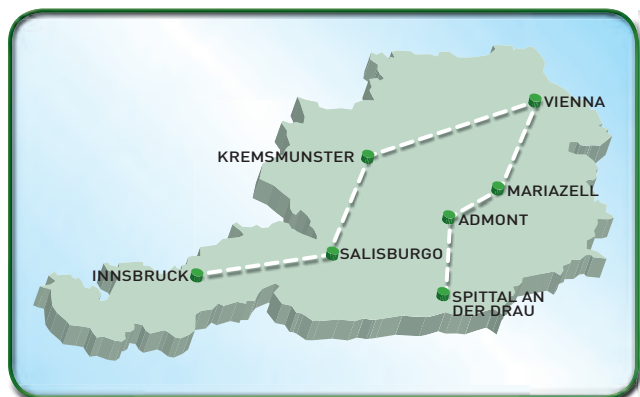 VIENNA
KREMSMUNSTER
MARIAZELL
ADMONT
SALISBURGO
INNSBRUCK
SPITTAL AN
DER DRAU